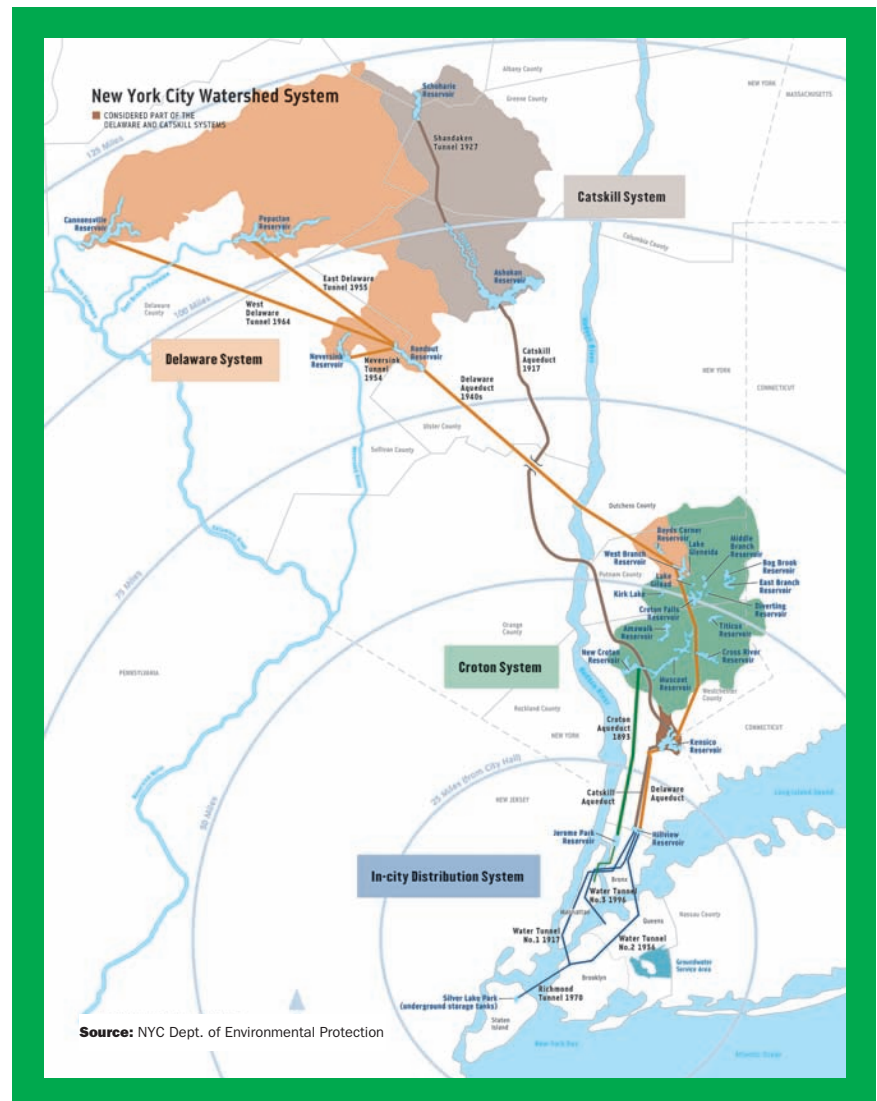 New York City Watershed System
CONSIDERED PART OF THE
DELAWARE AND CATSKILL SYSTEMS
Albany County
Schoharie
Reservoir
Greene County
NEW YORK
MASSACHUSETTS
125 Miles
Shandaken
Tunnel 1927
Catskill System
Cannonsville
Reservoir
Pepacton
Reservoir
Columbia County
East Delaware
Tunnel 1955
Ashokan
Reservoir
Delaware
County
100 Miles
West
Delaware
Tunnel 1964
Delaware System
Neversink
Reservoir
Neversink
Tunnel
1954
Rondout
Reservoir
Catskill
Aqueduct
1917
Delaware
Aqueduct
1940s
NEW YORK
CONNECTICUT
Ulster County
Sullivan County
Dutchess County
Boyds Corner
Reservoir
Lake
Gleneida
Middle
Branch
Reservoir
West Branch
Reservoir
Bog Brook
Reservoir
Putnam County
Lake
Gilead
East Branch
Reservoir
Kirk Lake
Croton Falls
Reservoir
Diverting
Reservoir
75 Miles
Orange
County
Amawalk
Reservoir
Titicus
Reservoir
Croton System
New Croton
Reservoir
Cross River
Reservoir
Muscoot
Reservoir
PENNSYLVANIA
Westchester
County
Rockland County
Croton
Aqueduct
1893
CONNECTICUT
NEW YORK
Kensico
Reservoir
25 Miles (from City Hall)
NEW JERSEY
Catskill
Aqueduct
Delaware
Aqueduct
Long Island Sound
50 Miles
Jerome Park
Reservoir
Hillview
Reservoir
In-city Distribution System
Bronx
Water Tunnel
No.3 1996
Manhattan
Queens
Nassau County
Water Tunnel
No.1 1917
Water Tunnel
No.2 1936
Groundwater
Service Area
Brooklyn
Richmond
Tunnel 1970
Silver Lake Park
(underground storage tanks)
Staten
Island
Source: NYC Dept. of Environmental Protection
New York Bay
Atlantic Ocean